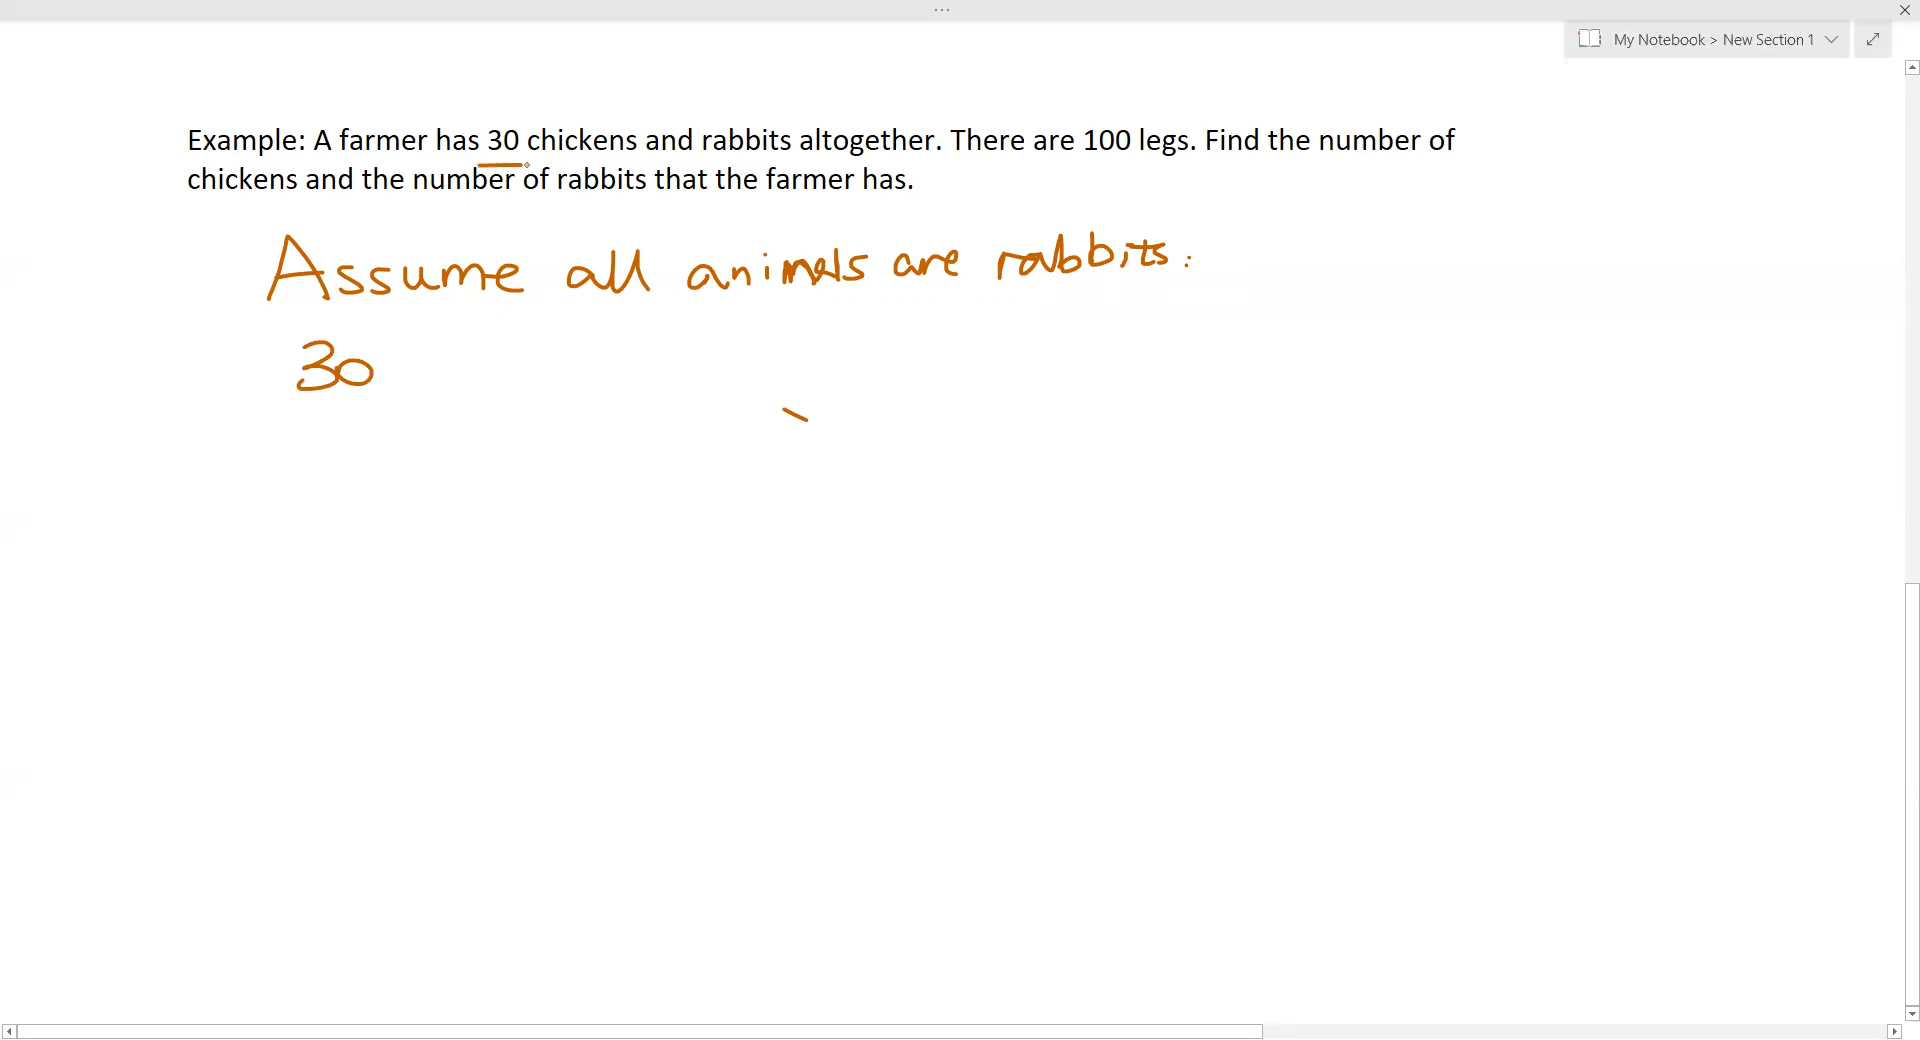 ...
My Notebook > New Section 1
Example: A farmer has 30 chickens and rabbits altogether. There are 100 legs. Find the number of
chickens and the number of rabbits that the farmer has.
Assume all animals are rabbits.
30